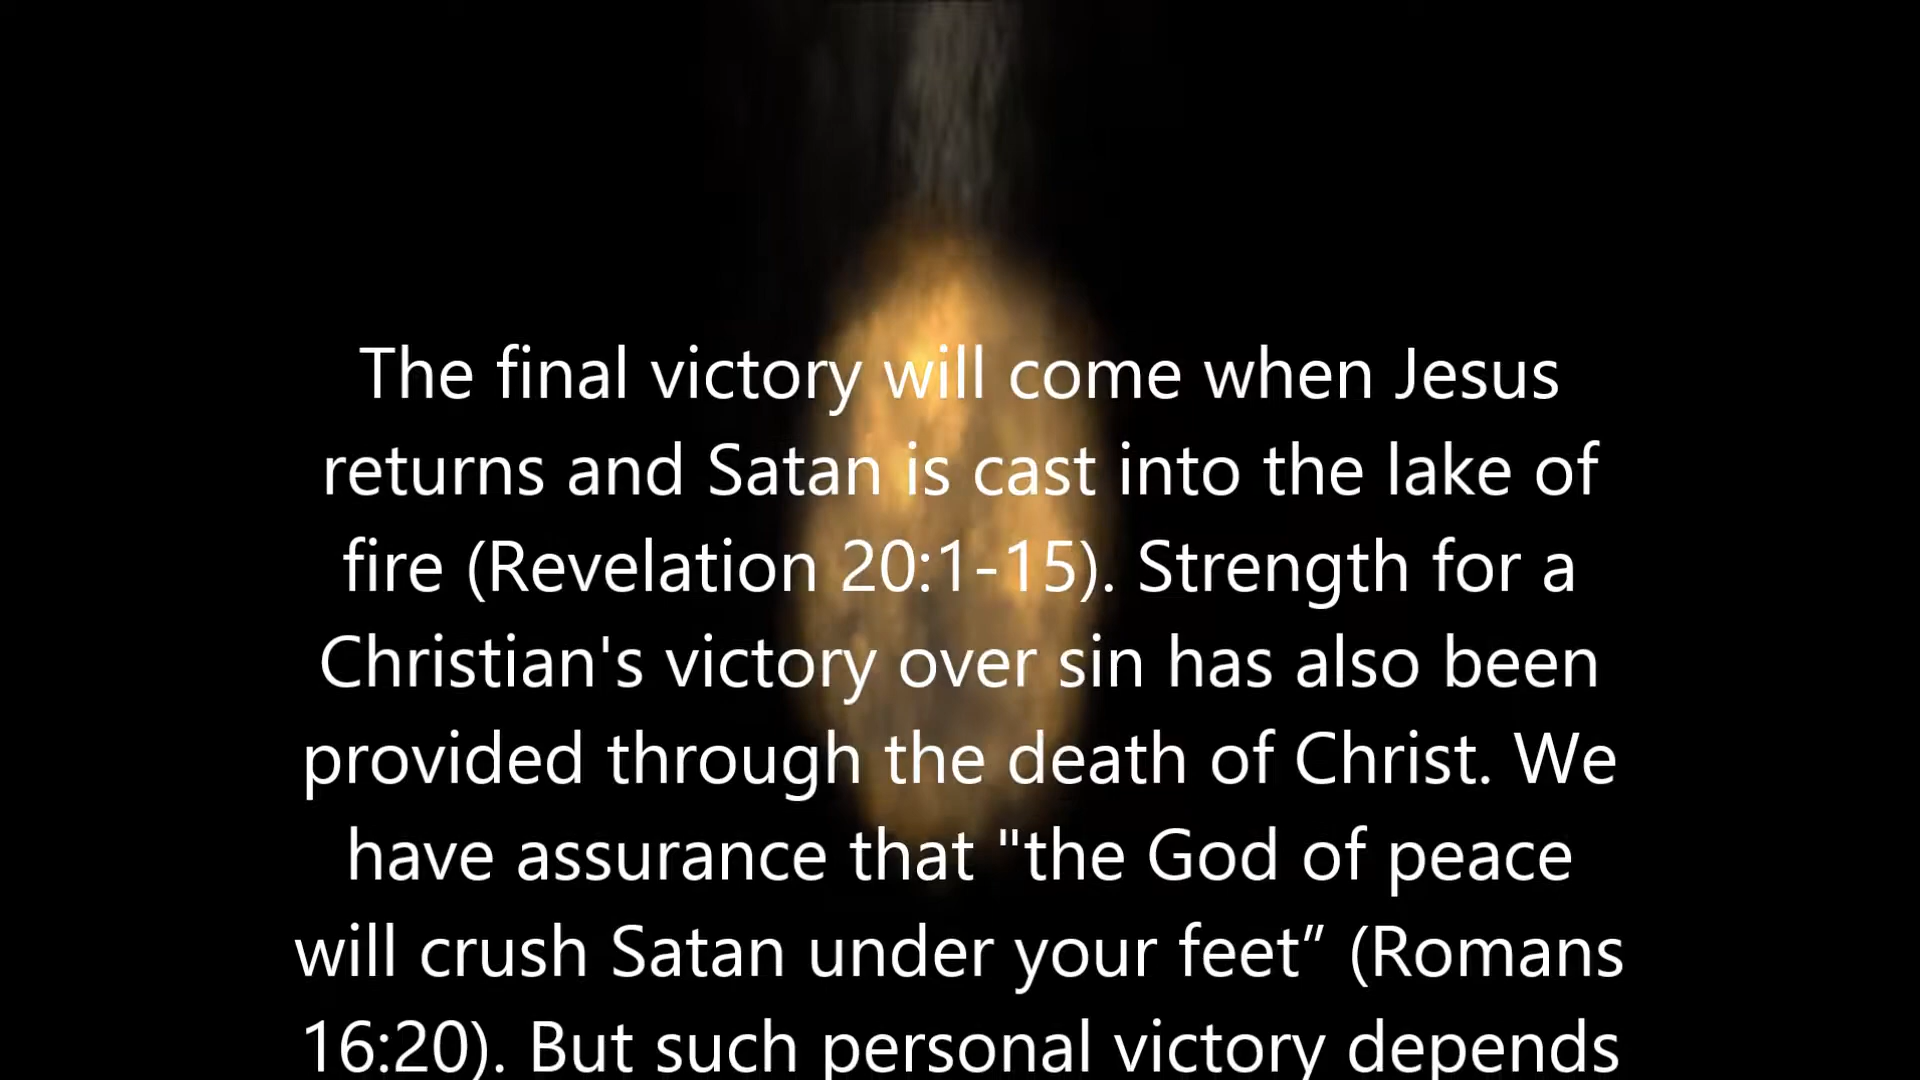 The final victory will come when Jesus
returns and Satan is cast into the lake of
fire (Revelation 20:1-15). Strength for a
Christian's victory over sin has also been
provided through the death of Christ. We
have assurance that "the God of peace
will crush Satan under your feet” (Romans
16:20). But such personal victory depends